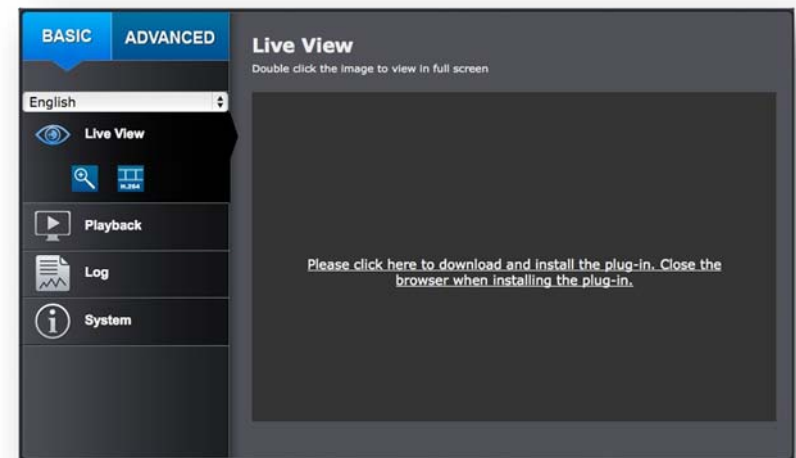 BASIC
ADVANCED
Live View
Double click the image to view in full screen
English
Live View
H.264
Playback
Log
System
Please click here to download and install the plug-in. Close the
browser when installing the plug-in.